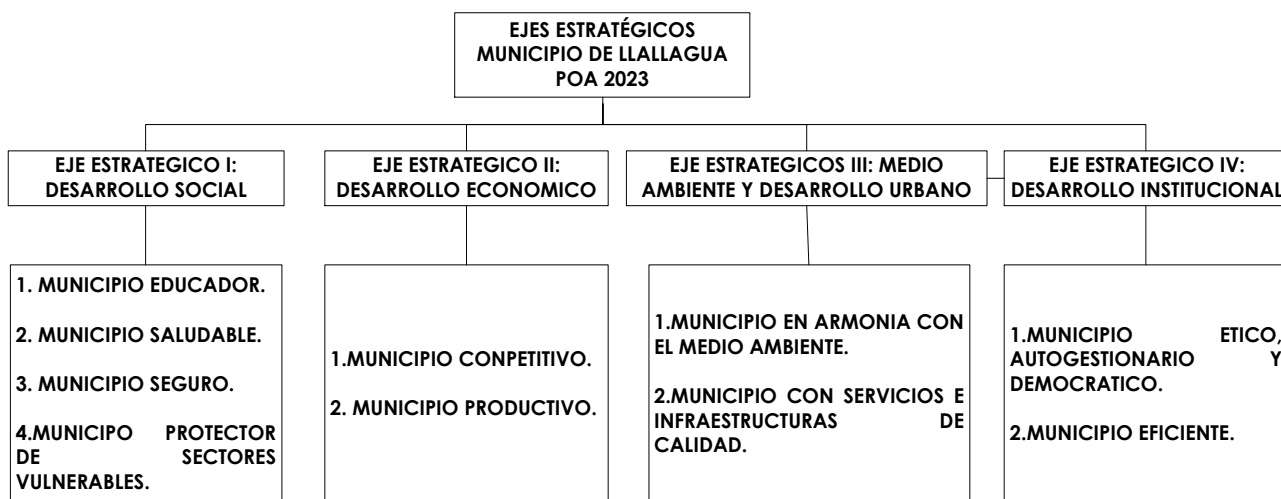 EJES ESTRATÉGICOS
MUNICIPIO DE LLALLAGUA
POA 2023
EJE ESTRATEGICO I:
DESARROLLO SOCIAL
EJE ESTRATEGICO II:
DESARROLLO ECONOMICO
EJE ESTRATEGICOS III: MEDIO
AMBIENTE Y DESARROLLO URBANO
EJE ESTRATEGICO IV:
DESARROLLO INSTITUCIONAL
1. MUNICIPIO EDUCADOR.
2. MUNICIPIO SALUDABLE.
3. MUNICIPIO SEGURO.
4.MUNICIPO PROTECTOR
DE SECTORES
VULNERABLES.
1.MUNICIPIO CONPETITIVO.
2. MUNICIPIO PRODUCTIVO.
1.MUNICIPIO EN ARMONIA CON
EL MEDIO AMBIENTE.
2.MUNICIPIO CON SERVICIOS E
INFRAESTRUCTURAS DE
CALIDAD.
1.MUNICIPIO ETICO,
AUTOGESTIONARIO Y
DEMOCRATICO.
2.MUNICIPIO EFICIENTE.